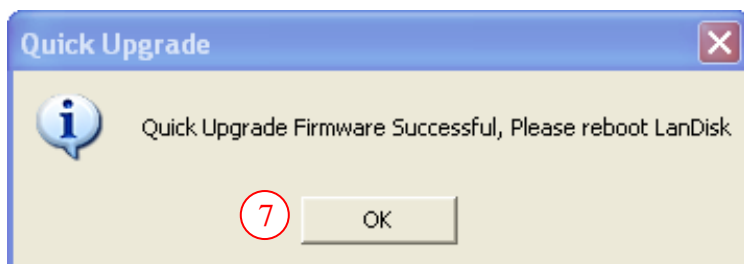 Quick Upgrade
Quick Upgrade Firmware Successful, Please reboot LanDisk
7 OK